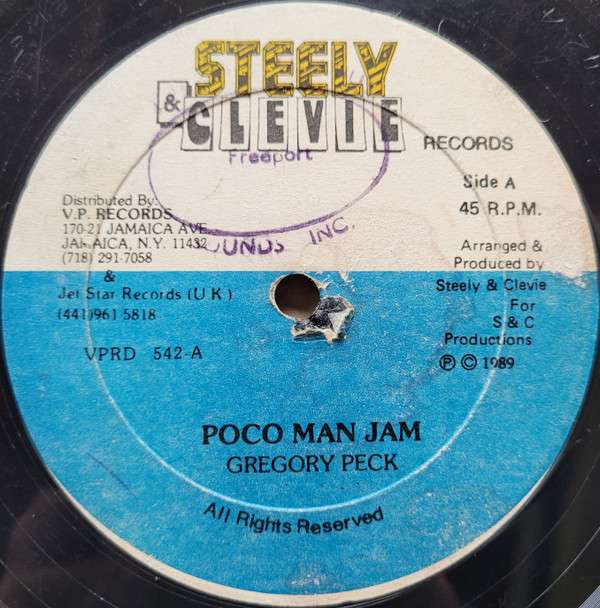 STEELY
& CLEVIE
RECORDS
Freeport
INC.
Side A
45 R.P.M.
Distributed By:
V.P. RECORDS
170-21 JAMAICA AVE.
JAMAICA, N.Y. 11432
(718) 291-7058
&
Jet Star Records (U K)
(441)961 5818
VPRD 542-A
Arranged &
Produced by
Steely & Clevie
For
S & C
Productions
Ⓟ © 1989
POCO MAN JAM
GREGORY PECK
All Rights Reserved